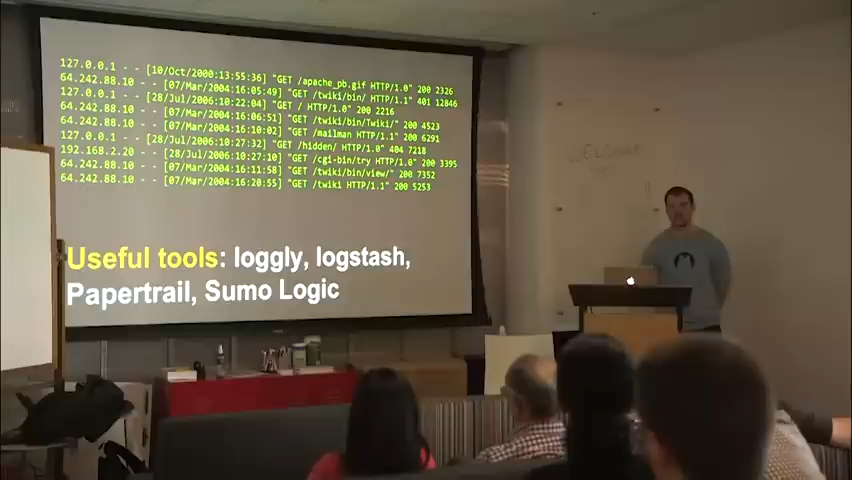 127.0.0.1 - - [10/Oct/2000:13:55:36] "GET /apache_pb.gif HTTP/1.0" 200 2326
64.242.88.10 - - [07/Mar/2004:16:05:49] "GET /twiki/bin/ HTTP/1.1" 401 12846
127.0.0.1 - - [28/Jul/2006:10:22:04] "GET / HTTP/1.0" 200 2216
64.242.88.10 - - [07/Mar/2004:16:06:51] "GET /twiki/bin/Twiki/" 200 4523
64.242.88.10 - - [07/Mar/2004:16:10:02] "GET /mailman HTTP/1.1" 200 6291
127.0.0.1 - - [28/Jul/2006:10:27:32] "GET /hidden/ HTTP/1.0" 404 7218
192.168.2.20 - - [28/Jul/2006:10:27:10] "GET /cgi-bin/try HTTP/1.0" 200 3395
64.242.88.10 - - [07/Mar/2004:16:11:58] "GET /twiki/bin/view/" 200 7352
64.242.88.10 - - [07/Mar/2004:16:20:55] "GET /twiki HTTP/1.1" 200 5253
Useful tools: loggly, logstash,
Papertrail, Sumo Logic
WELCOME